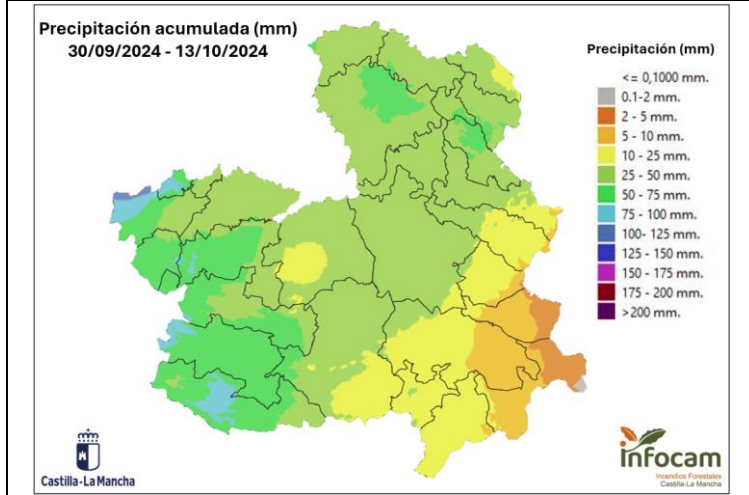 Precipitación acumulada (mm)
30/09/2024 - 13/10/2024
Precipitación (mm)
<= 0,1000 mm.
0.1-2 mm.
2 - 5 mm.
5 - 10 mm.
10 - 25 mm.
25 - 50 mm.
50 - 75 mm.
75 - 100 mm.
100- 125 mm.
125 - 150 mm.
150 - 175 mm.
175 - 200 mm.
>200 mm.
Castilla-La Mancha
infocam
Incendios Forestales
Castilla-La Mancha